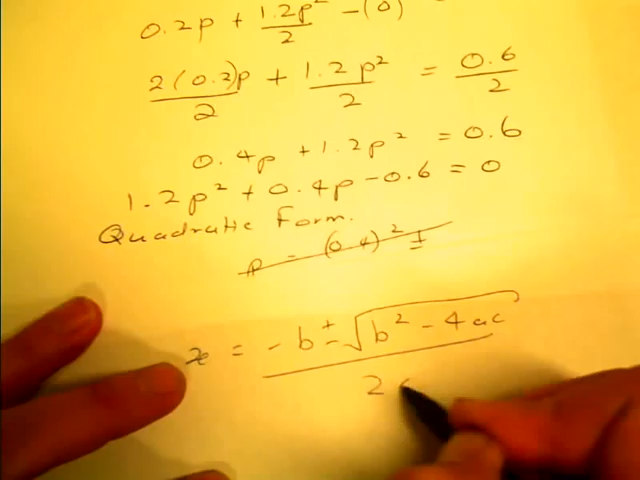 0.2p + 1.2p²/2 - (0)
2(0.2)p/2 + 1.2p²/2 = 0.6/2
0.4p + 1.2p² = 0.6
1.2p² + 0.4p - 0.6 = 0
Quadratic Form.
p = (0.4)² ±
x = -b ± √(b² - 4ac)/2